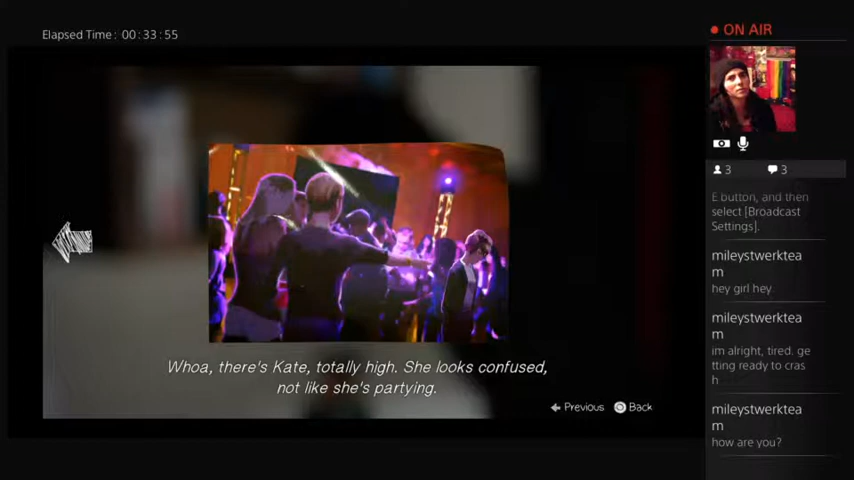 Elapsed Time : 00:33:55
ON AIR
3
3
E button, and then
select [Broadcast
Settings].
mileystwerktea
m
hey girl hey
mileystwerktea
m
im alright, tired. ge
tting ready to cras
h
mileystwerktea
m
how are you?
Whoa, there's Kate, totally high. She looks confused,
not like she's partying.
Previous
Back